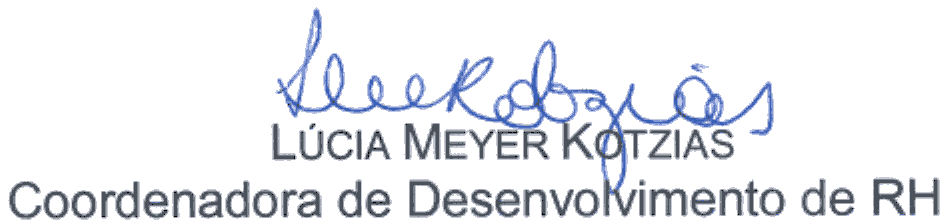 LÚCIA MEYER KOTZIAS
Coordenadora de Desenvolvimento de RH